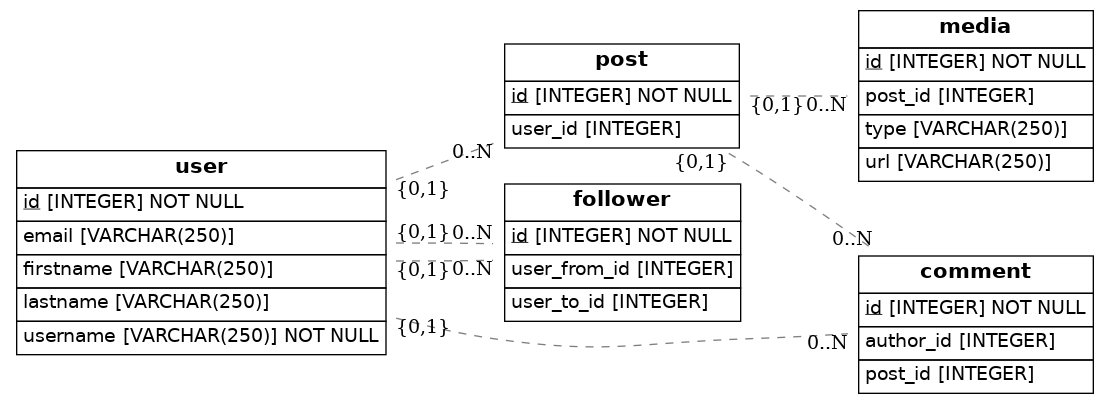 user
id [INTEGER] NOT NULL
email [VARCHAR(250)]
firstname [VARCHAR(250)]
lastname [VARCHAR(250)]
username [VARCHAR(250)] NOT NULL
0..N
{0,1}
{0,1} 0..N
{0,1} 0..N
{0,1}
0..N
post
id [INTEGER] NOT NULL
user_id [INTEGER]
follower
id [INTEGER] NOT NULL
user_from_id [INTEGER]
user_to_id [INTEGER]
{0,1} 0..N
{0,1}
0..N
media
id [INTEGER] NOT NULL
post_id [INTEGER]
type [VARCHAR(250)]
url [VARCHAR(250)]
comment
id [INTEGER] NOT NULL
author_id [INTEGER]
post_id [INTEGER]